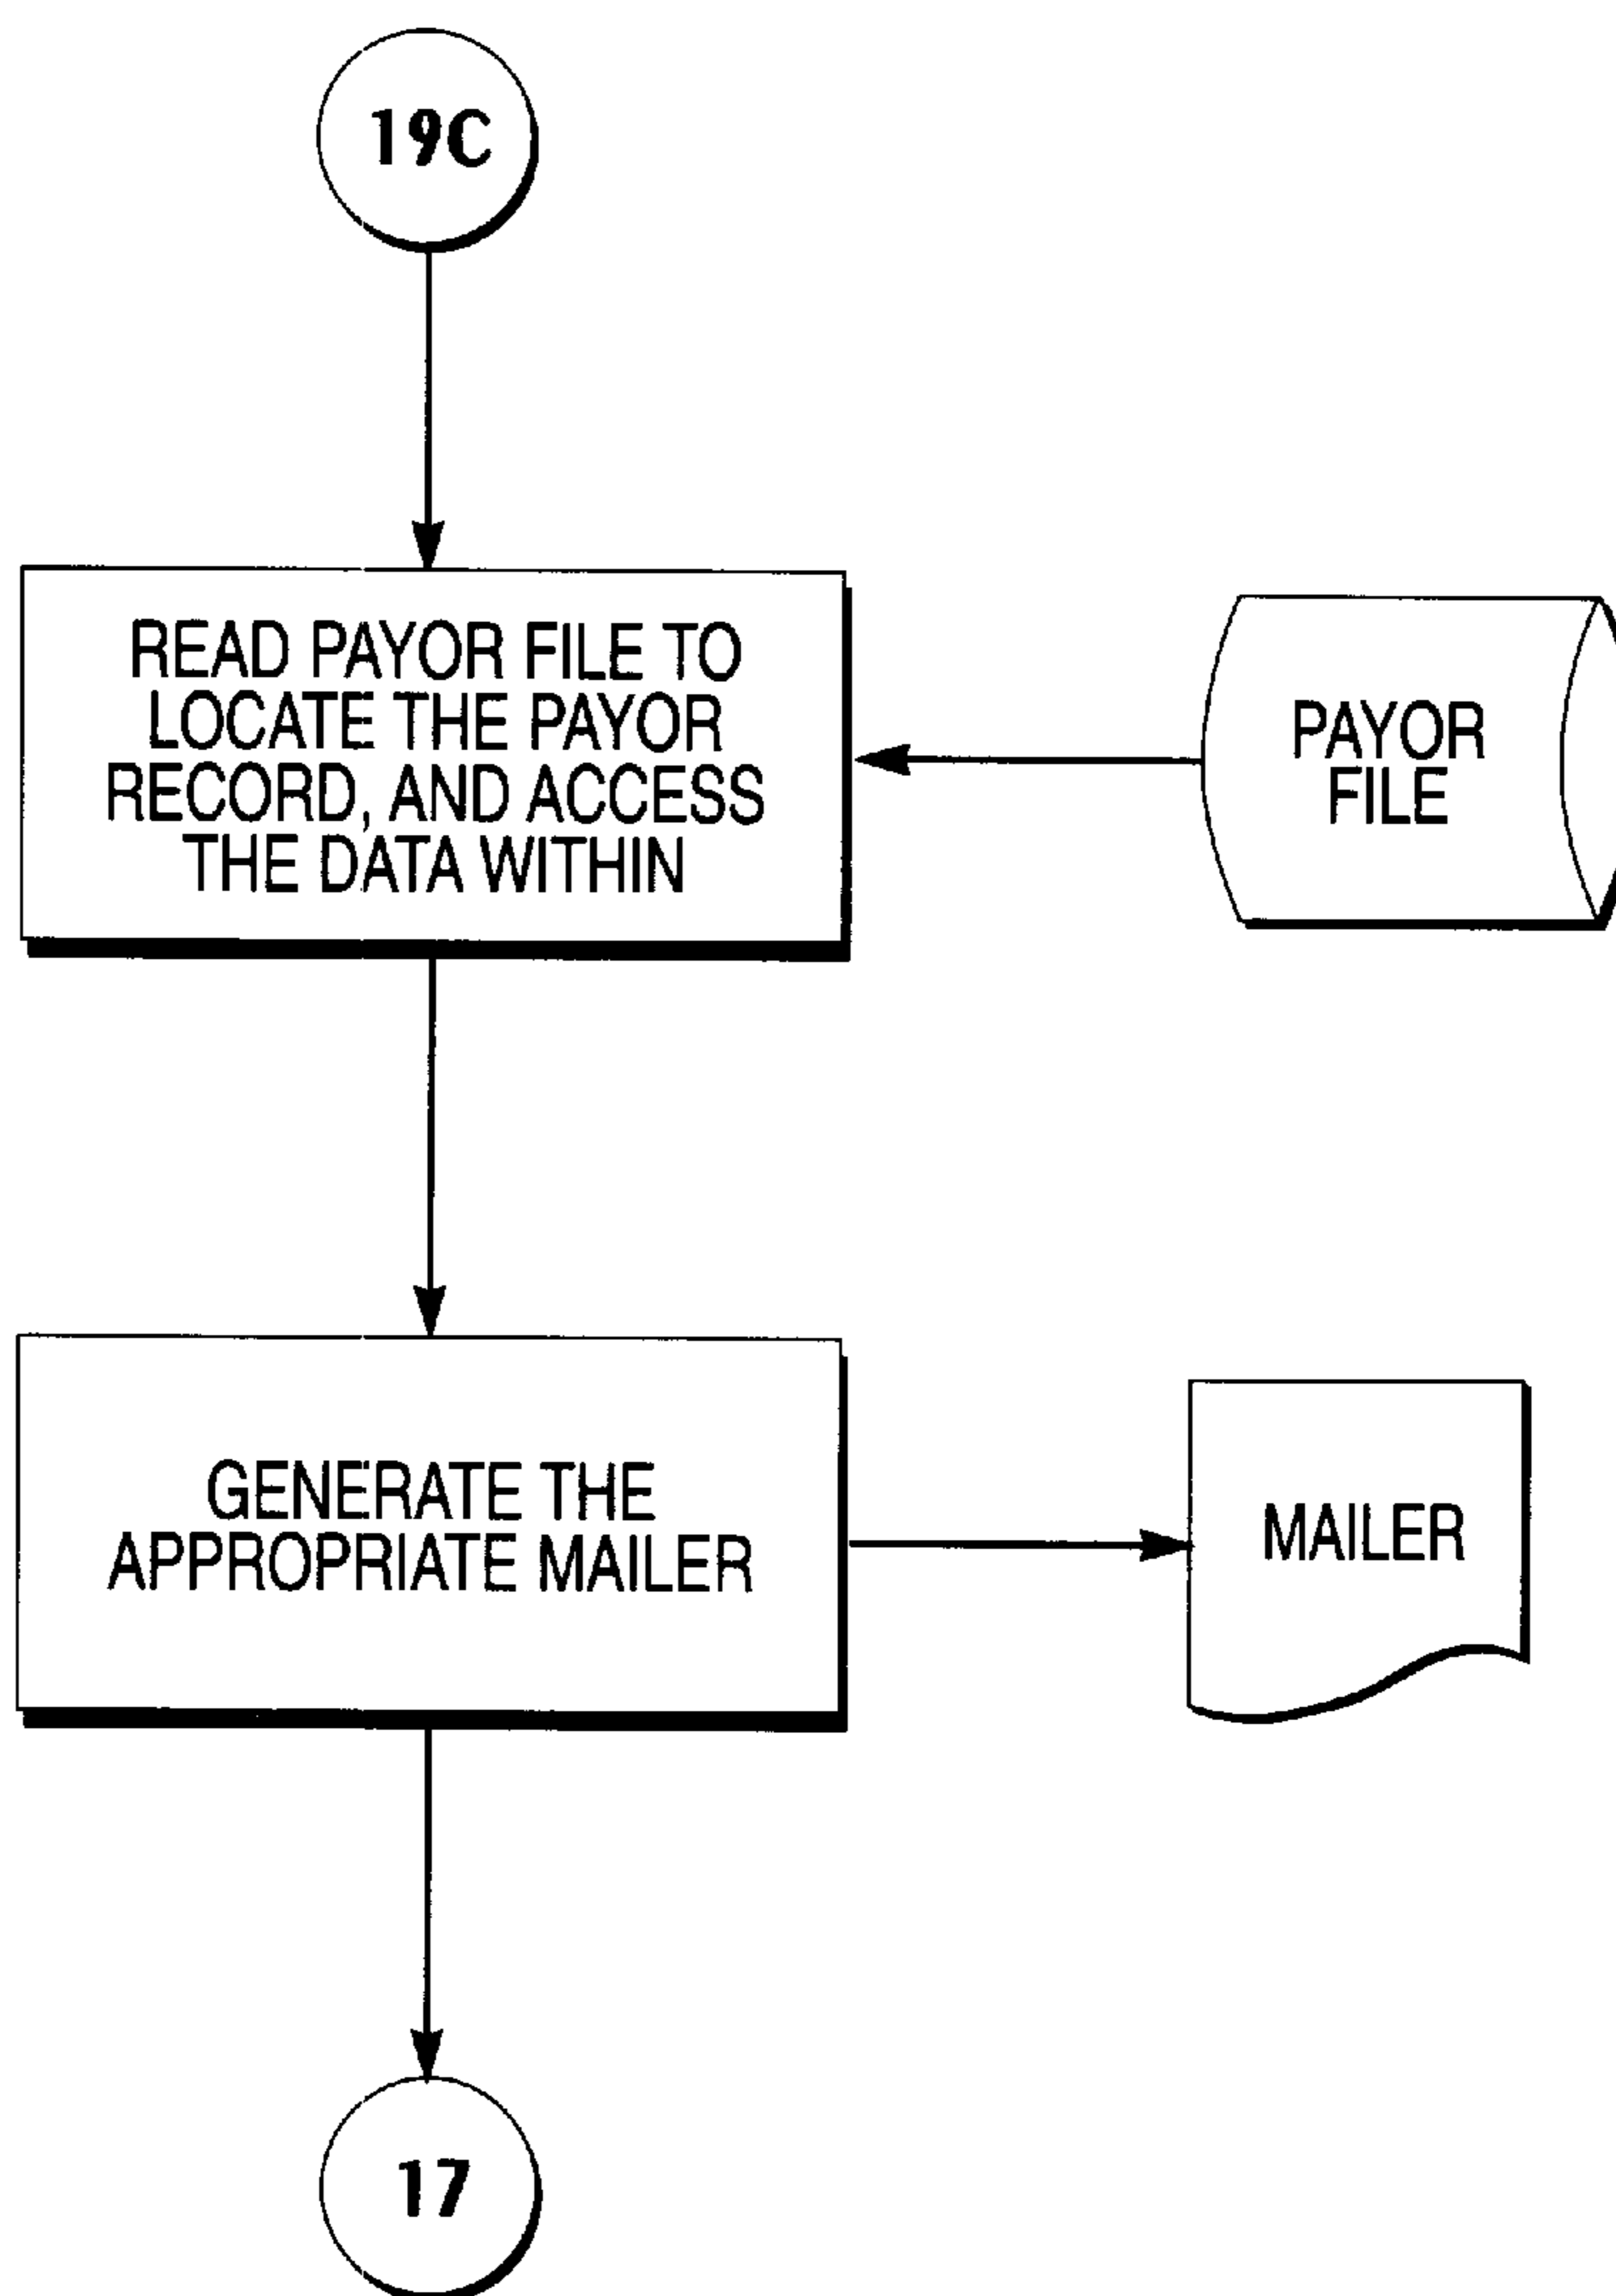 19C
READ PAYOR FILE TO
LOCATE THE PAYOR
RECORD, AND ACCESS
THE DATA WITHIN
PAYOR
FILE
GENERATE THE
APPROPRIATE MAILER
MAILER
17